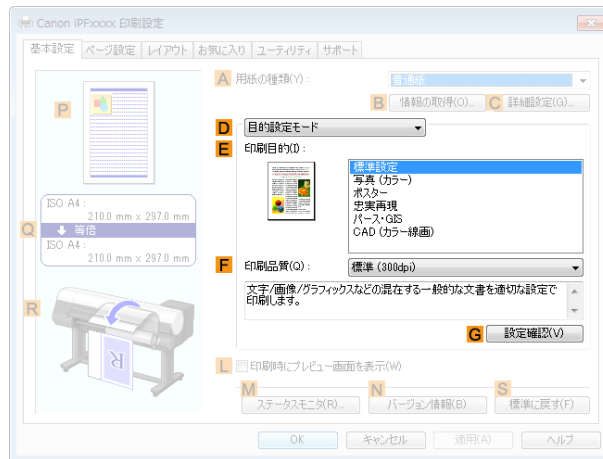 Canon iPFxxxx 印刷設定
基本設定 ページ設定 レイアウト お気に入り ユーティリティ サポート
A 用紙の種類(Y)： 普通紙
B 情報の取得(O)... C 詳細設定(G)...
P
D 目的設定モード
E 印刷目的(I)：
標準設定
写真 (カラー)
ポスター
忠実再現
パース・GIS
CAD (カラー線画)
ISO A4 :
210.0 mm x 297.0 mm
Q 等倍
ISO A4 :
210.0 mm x 297.0 mm
F 印刷品質(Q)： 標準 (300dpi)
文字/画像/グラフィックスなどの混在する一般的な文書を適切な設定で
印刷します。
R
G 設定確認(V)
R
L 印刷時にプレビュー画面を表示(W)
M ステータスモニタ(R)... N バージョン情報(B) S 標準に戻す(F)
OK キャンセル 適用(A) ヘルプ